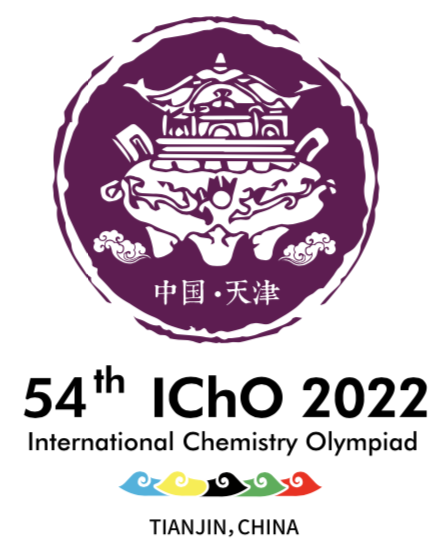 中国·天津
54th IChO 2022
International Chemistry Olympiad
TIANJIN, CHINA